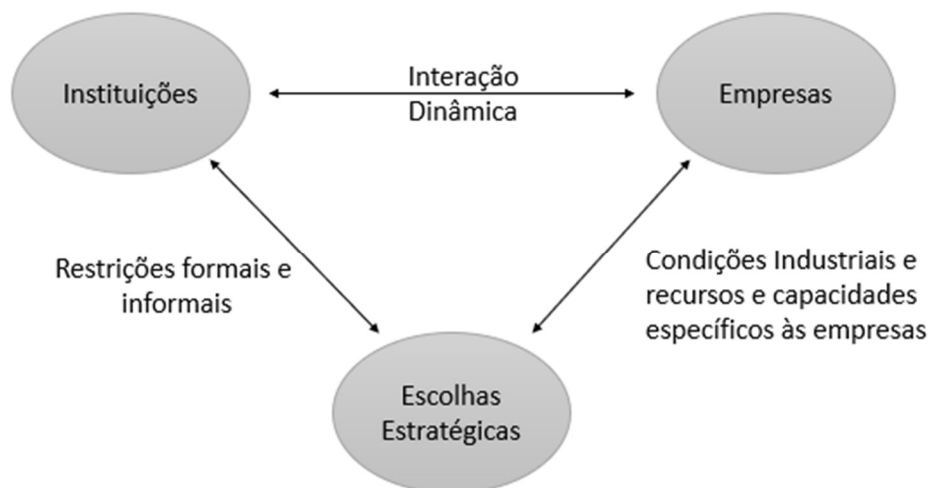 Instituições
Interação
Dinâmica
Empresas
Restrições formais e
informais
Condições Industriais e
recursos e capacidades
específicos às empresas
Escolhas
Estratégicas